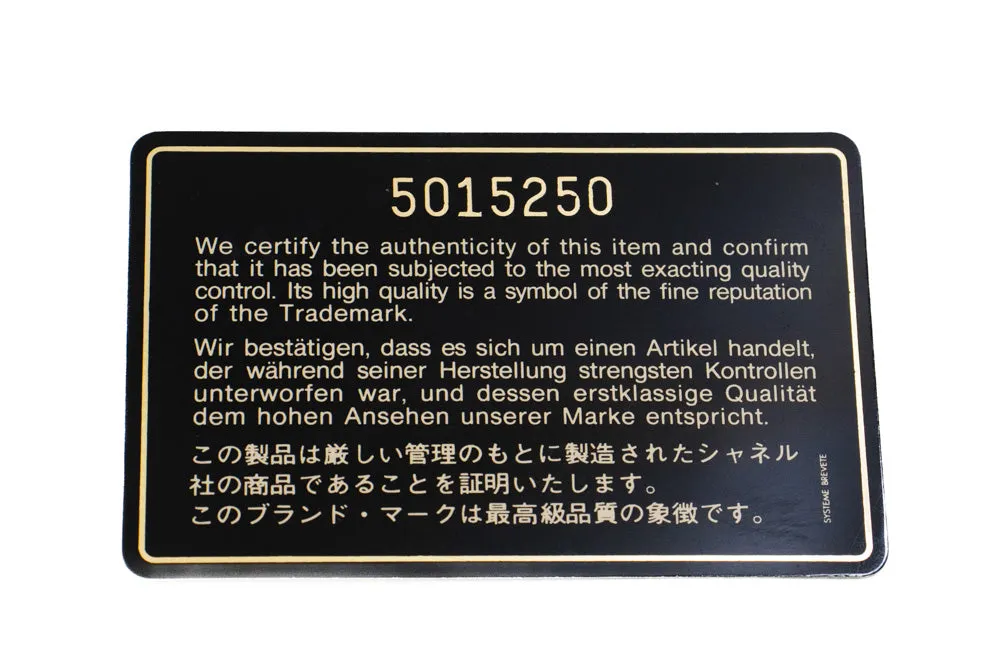 5015250
We certify the authenticity of this item and confirm
that it has been subjected to the most exacting quality
control. Its high quality is a symbol of the fine reputation
of the Trademark.
Wir bestätigen, dass es sich um einen Artikel handelt,
der während seiner Herstellung strengsten Kontrollen
unterworfen war, und dessen erstklassige Qualität
dem hohen Ansehen unserer Marke entspricht.
この製品は厳しい管理のもとに製造されたシャネル
社の商品であることを証明いたします。
このブランド・マークは最高級品質の象徴です。
SYSTEME BREVETE